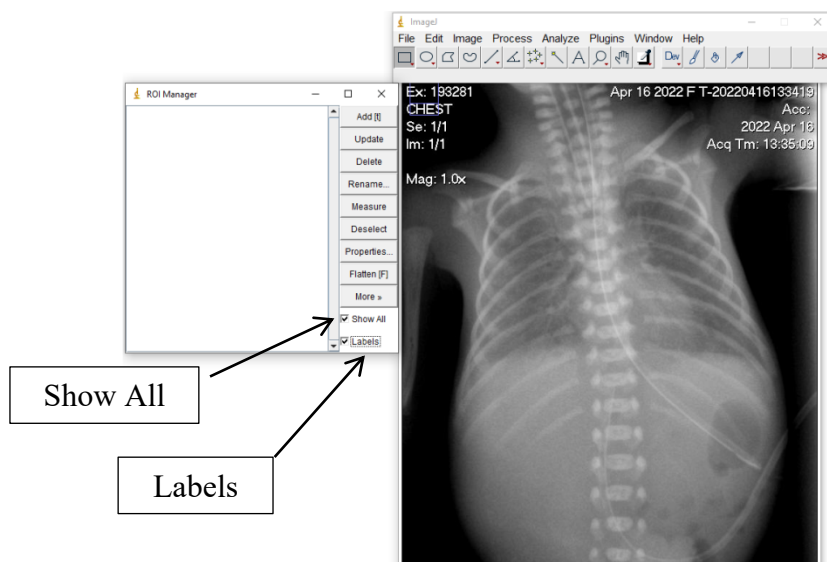 ImageJ
File Edit Image Process Analyze Plugins Window Help
Dev
ROI Manager
Add [t]
Update
Delete
Rename...
Measure
Deselect
Properties...
Flatten [F]
More »
Show All
Labels
Ex: 193281
CHEST
Se: 1/1
Im: 1/1
Mag: 1.0x
Apr 16 2022 F T-20220416133419
Acc:
2022 Apr 16
Acq Tm: 13:35:09
Show All
Labels